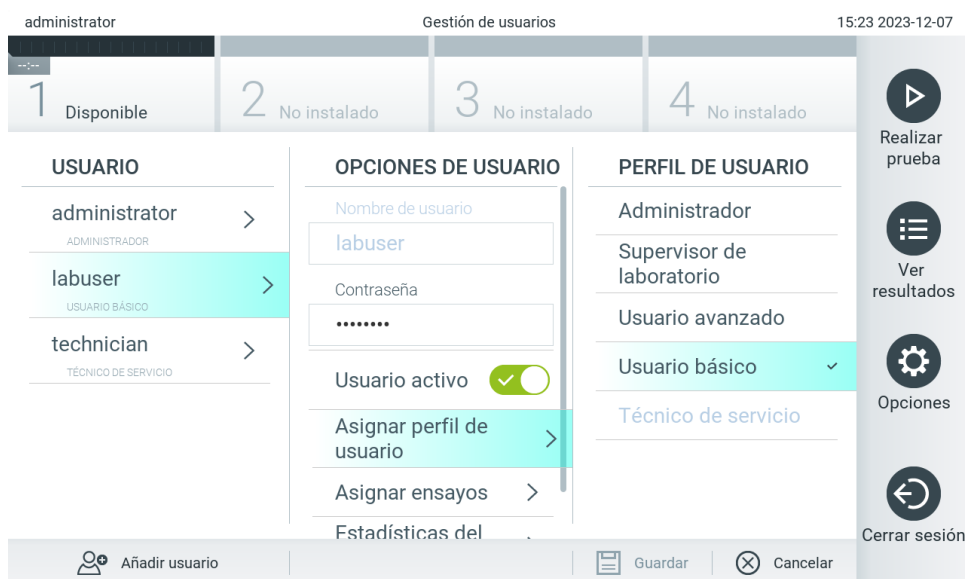 administrator
Gestión de usuarios
15:23 2023-12-07
--:--
1 Disponible
2 No instalado
3 No instalado
4 No instalado
USUARIO
administrator
ADMINISTRADOR
labuser
USUARIO BÁSICO
technician
TÉCNICO DE SERVICIO
OPCIONES DE USUARIO
Nombre de usuario
labuser
Contraseña
••••••••
Usuario activo
Asignar perfil de
usuario
Asignar ensayos
Estadísticas del
PERFIL DE USUARIO
Administrador
Supervisor de
laboratorio
Usuario avanzado
Usuario básico
Técnico de servicio
Realizar
prueba
Ver
resultados
Opciones
Cerrar sesión
Añadir usuario
Guardar
Cancelar